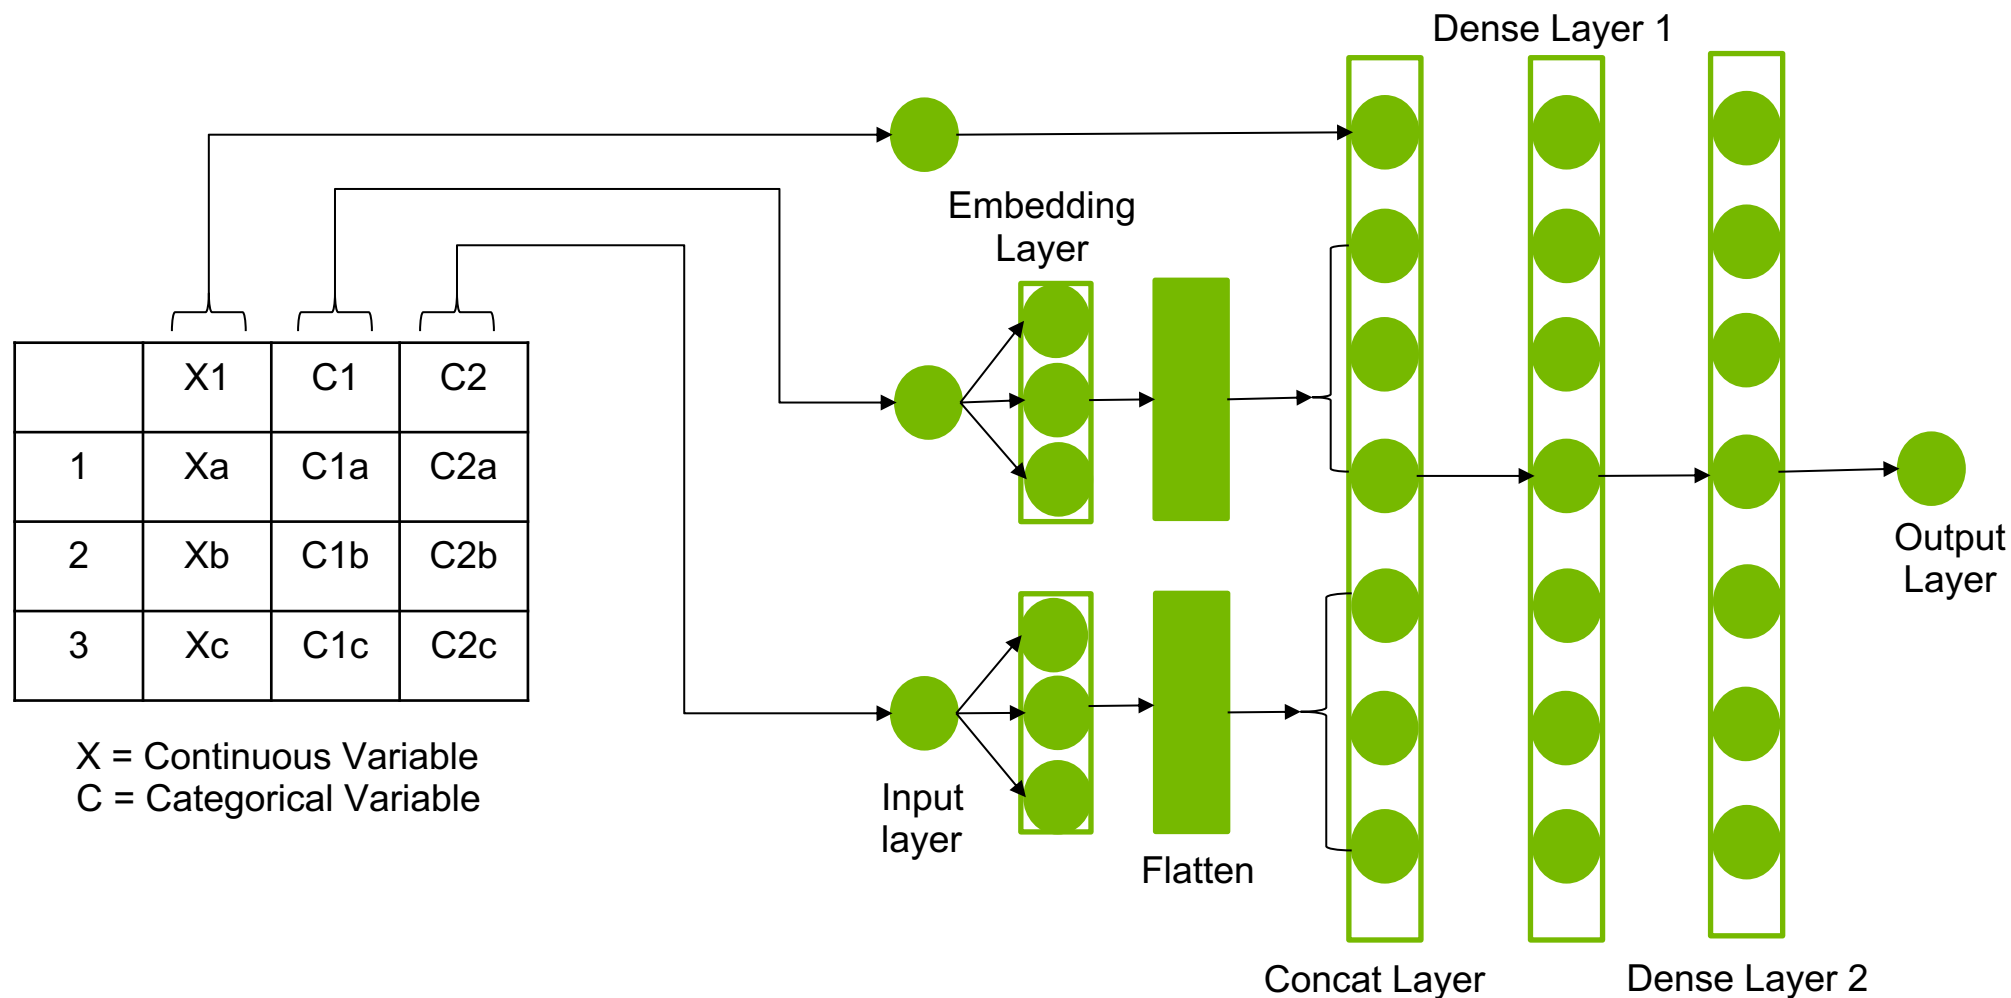 Dense Layer 1
Embedding
Layer
X1 C1 C2
1 Xa C1a C2a
2 Xb C1b C2b
3 Xc C1c C2c
X = Continuous Variable
C = Categorical Variable
Input
layer
Flatten
Output
Layer
Concat Layer
Dense Layer 2